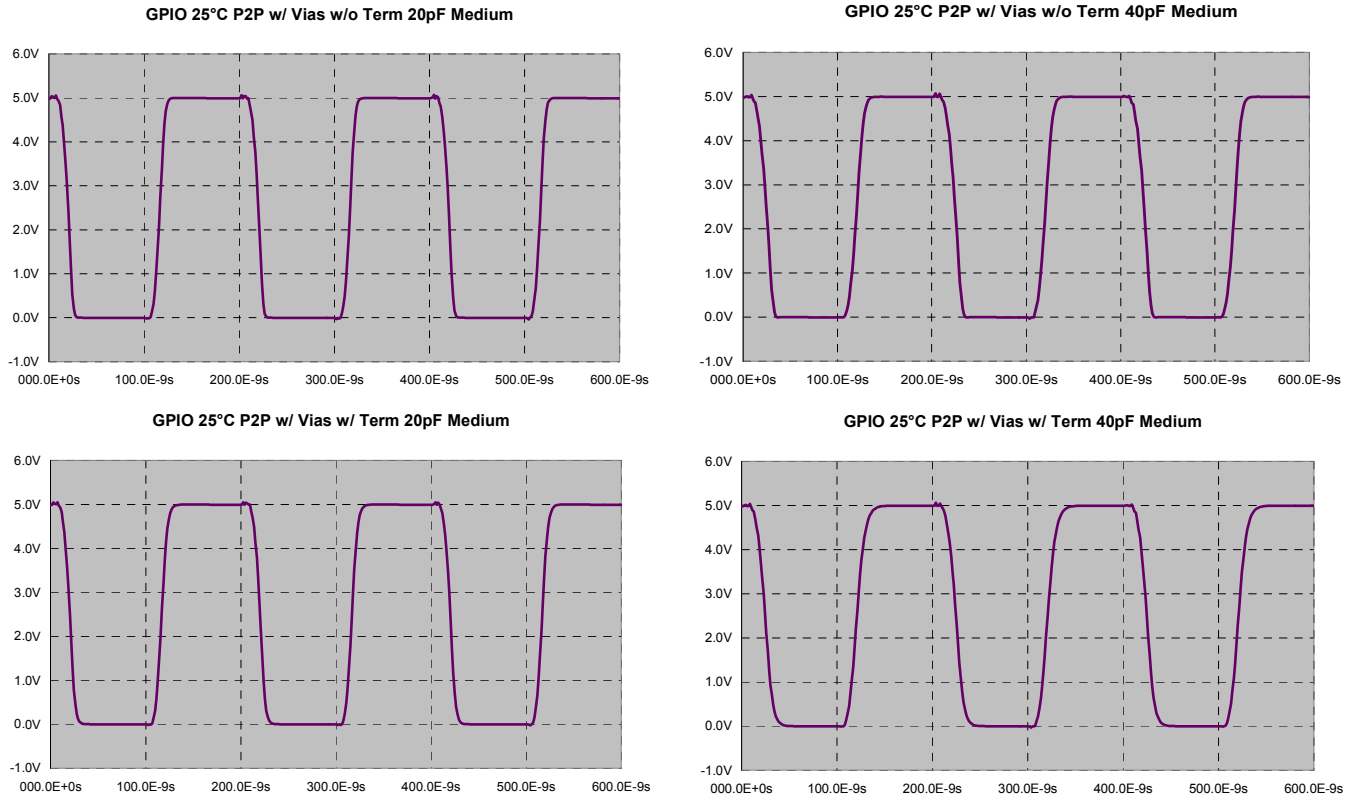 GPIO 25°C P2P w/ Vias w/o Term 20pF Medium
6.0V
5.0V
4.0V
3.0V
2.0V
1.0V
0.0V
-1.0V
000.0E+0s 100.0E-9s 200.0E-9s 300.0E-9s 400.0E-9s 500.0E-9s 600.0E-9s
GPIO 25°C P2P w/ Vias w/o Term 40pF Medium
6.0V
5.0V
4.0V
3.0V
2.0V
1.0V
0.0V
-1.0V
000.0E+0s 100.0E-9s 200.0E-9s 300.0E-9s 400.0E-9s 500.0E-9s 600.0E-9s
GPIO 25°C P2P w/ Vias w/ Term 20pF Medium
6.0V
5.0V
4.0V
3.0V
2.0V
1.0V
0.0V
-1.0V
000.0E+0s 100.0E-9s 200.0E-9s 300.0E-9s 400.0E-9s 500.0E-9s 600.0E-9s
GPIO 25°C P2P w/ Vias w/ Term 40pF Medium
6.0V
5.0V
4.0V
3.0V
2.0V
1.0V
0.0V
-1.0V
000.0E+0s 100.0E-9s 200.0E-9s 300.0E-9s 400.0E-9s 500.0E-9s 600.0E-9s